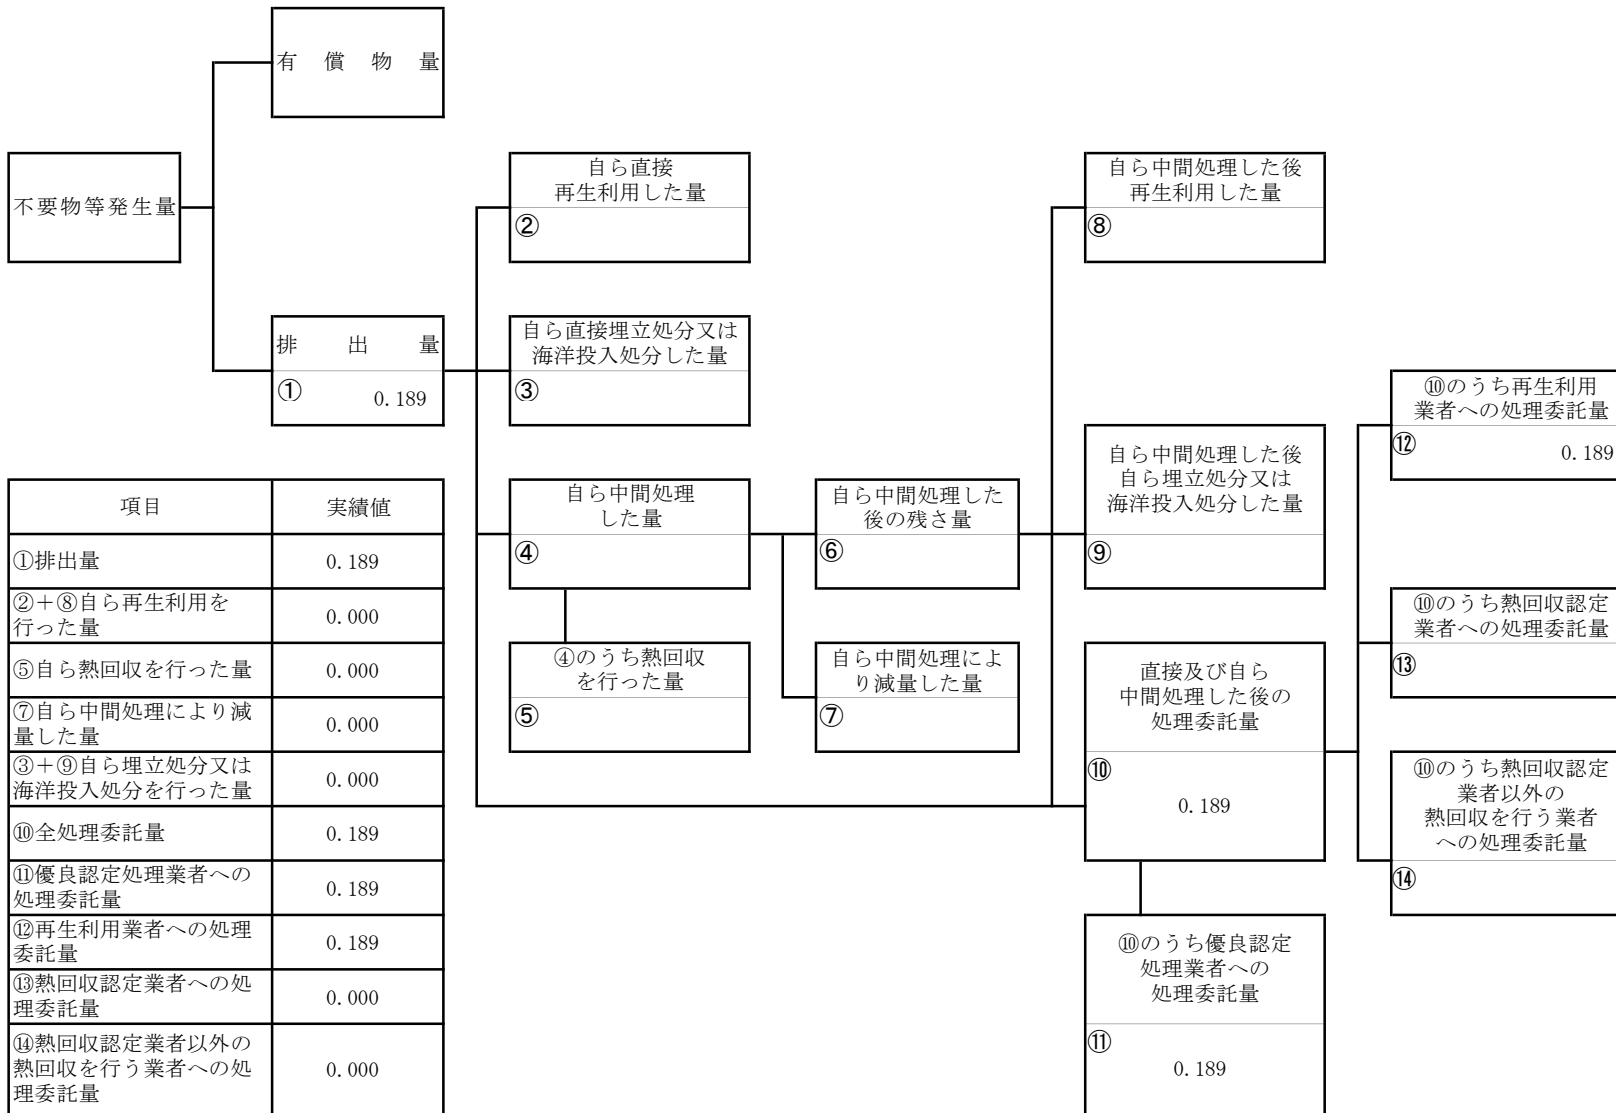 有償物量
不要物等発生量
排出量
① 0.189
自ら直接
再生利用した量
②
自ら直接埋立処分又は
海洋投入処分した量
③
自ら中間処理
した量
④
④のうち熱回収
を行った量
⑤
自ら中間処理した
後の残さ量
⑥
自ら中間処理によ
り減量した量
⑦
自ら中間処理した後
再生利用した量
⑧
自ら中間処理した後
自ら埋立処分又は
海洋投入処分した量
⑨
直接及び自ら
中間処理した後の
処理委託量
⑩
0.189
⑩のうち優良認定
処理業者への
処理委託量
⑪
0.189
⑩のうち再生利用
業者への処理委託量
⑫ 0.189
⑩のうち熱回収認定
業者への処理委託量
⑬
⑩のうち熱回収認定
業者以外の
熱回収を行う業者
への処理委託量
⑭
項目 実績値
①排出量 0.189
②+⑧自ら再生利用を
行った量 0.000
⑤自ら熱回収を行った量 0.000
⑦自ら中間処理により減
量した量 0.000
③+⑨自ら埋立処分又は
海洋投入処分を行った量 0.000
⑩全処理委託量 0.189
⑪優良認定処理業者への
処理委託量 0.189
⑫再生利用業者への処理
委託量 0.189
⑬熱回収認定業者への処
理委託量 0.000
⑭熱回収認定業者以外の
熱回収を行う業者への処
理委託量 0.000